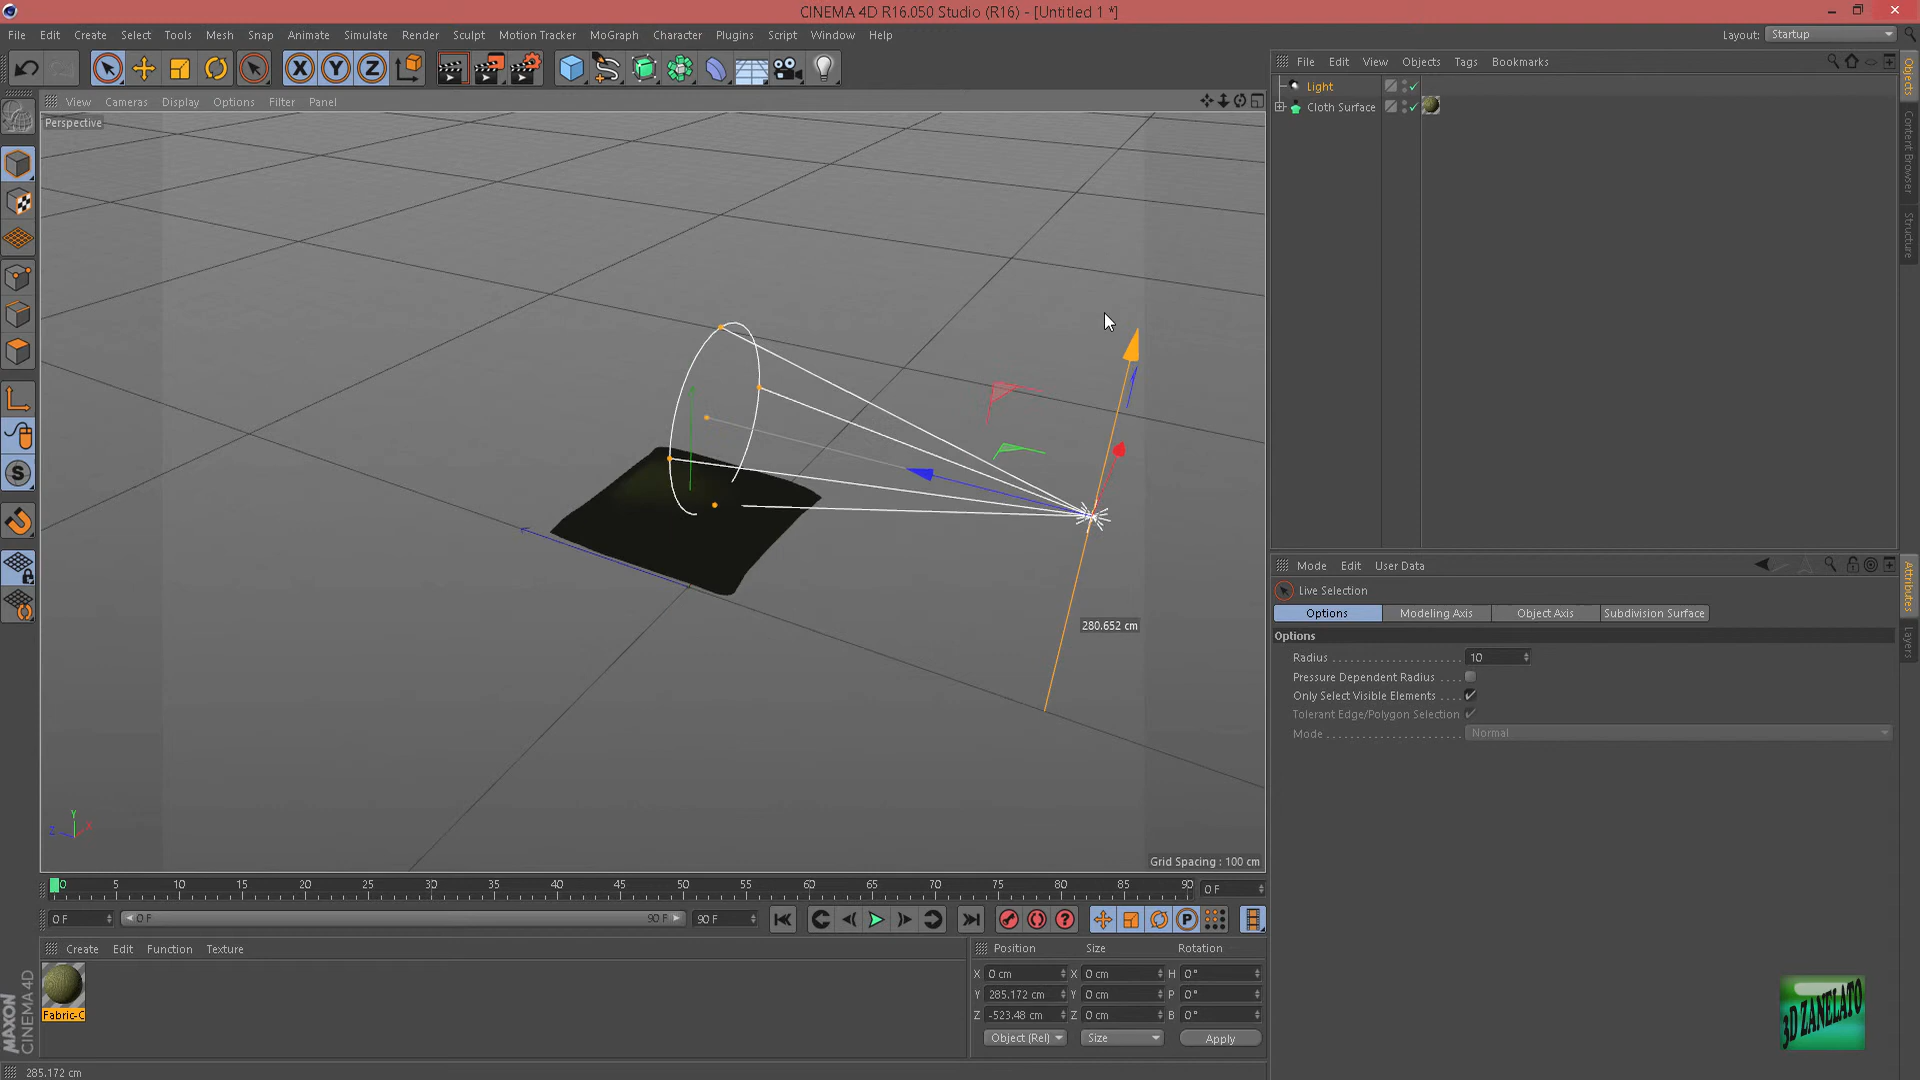 CINEMA 4D R16.050 Studio (R16) - [Untitled 1 *]
File Edit Create Select Tools Mesh Snap Animate Simulate Render Sculpt Motion Tracker MoGraph Character Plugins Script Window Help
Layout: Startup
File Edit View Objects Tags Bookmarks
Light
Cloth Surface
Objects
Content Browser
Structure
View Cameras Display Options Filter Panel
Perspective
280.652 cm
Y
X
Z
Grid Spacing : 100 cm
Mode Edit User Data
Live Selection
Options Modeling Axis Object Axis Subdivision Surface
Options
Radius 10
Pressure Dependent Radius
Only Select Visible Elements
Tolerant Edge/Polygon Selection
Mode Normal
Attributes
Layers
0 5 10 15 20 25 30 35 40 45 50 55 60 65 70 75 80 85 90 0 F
0 F 0 F 90 F 90 F
Create Edit Function Texture
Fabric-C
Position Size Rotation
X 0 cm X 0 cm H 0°
Y 285.172 cm Y 0 cm P 0°
Z -523.48 cm Z 0 cm B 0°
Object (Rel) Size Apply
MAXON
CINEMA 4D
3D ZANELATO
285.172 cm